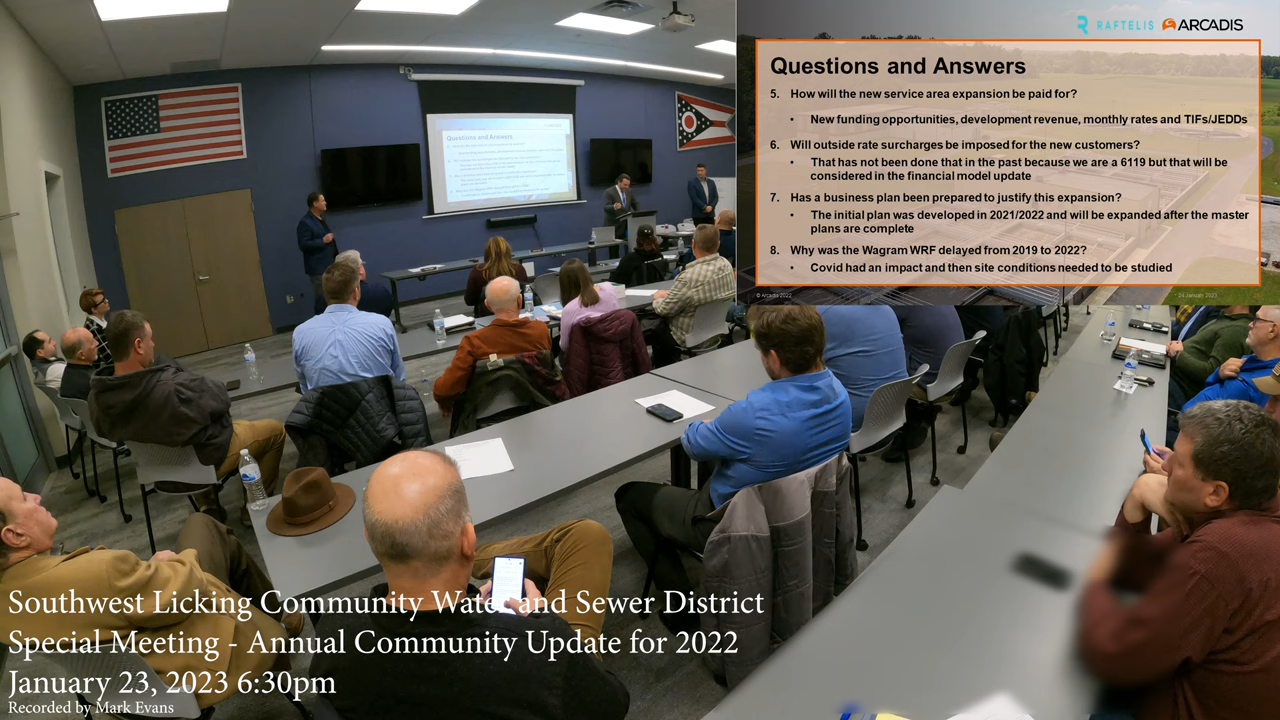 RAFTELIS ARCADIS
Questions and Answers
5. How will the new service area expansion be paid for?
• New funding opportunities, development revenue, monthly rates and TIFs/JEDDs
6. Will outside rate surcharges be imposed for the new customers?
• That has not been done that in the past because we are a 6119 but that will be
considered in the financial model update
7. Has a business plan been prepared to justify this expansion?
• The initial plan was developed in 2021/2022 and will be expanded after the master
plans are complete
8. Why was the Wagram WRF delayed from 2019 to 2022?
• Covid had an impact and then site conditions needed to be studied
© Arcadis 2022
24 January 2023
Questions and Answers
Southwest Licking Community Water and Sewer District
Special Meeting - Annual Community Update for 2022
January 23, 2023 6:30pm
Recorded by Mark Evans